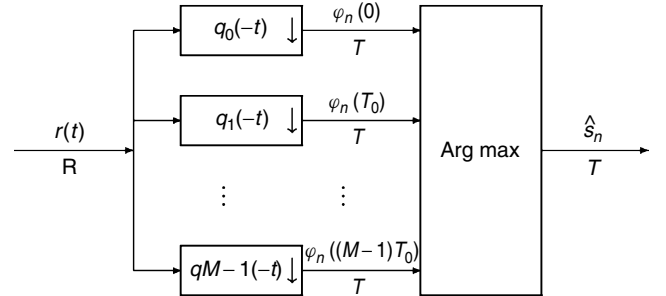 q₀(−t) ↓ φₙ(0)
T
q₁(−t) ↓ φₙ(T₀)
T
r(t)
R
Arg max
ŝₙ
T
⋮ ⋮
qM−1(−t) ↓ φₙ((M−1)T₀)
T